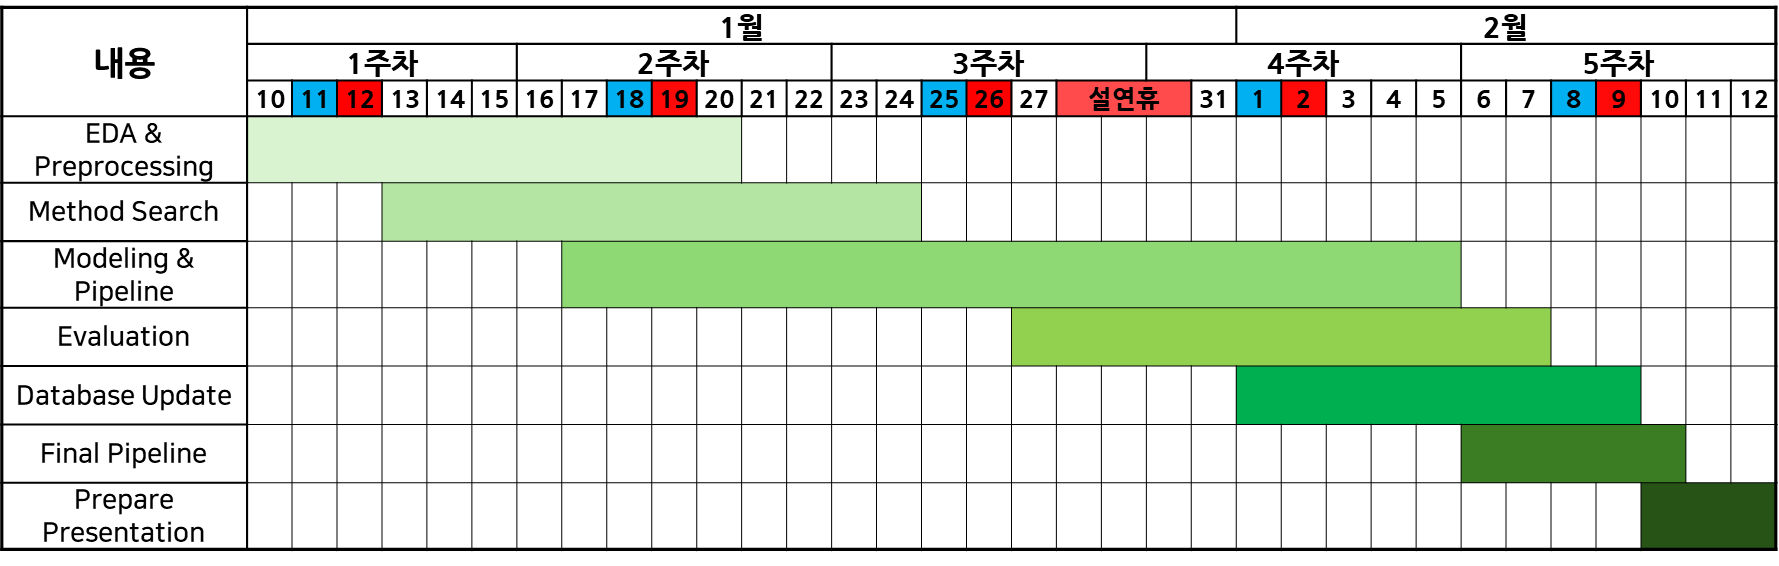 내용
1월 2월
1주차 2주차 3주차 4주차 5주차
10 11 12 13 14 15 16 17 18 19 20 21 22 23 24 25 26 27 설연휴 31 1 2 3 4 5 6 7 8 9 10 11 12
EDA &
Preprocessing
Method Search
Modeling &
Pipeline
Evaluation
Database Update
Final Pipeline
Prepare
Presentation